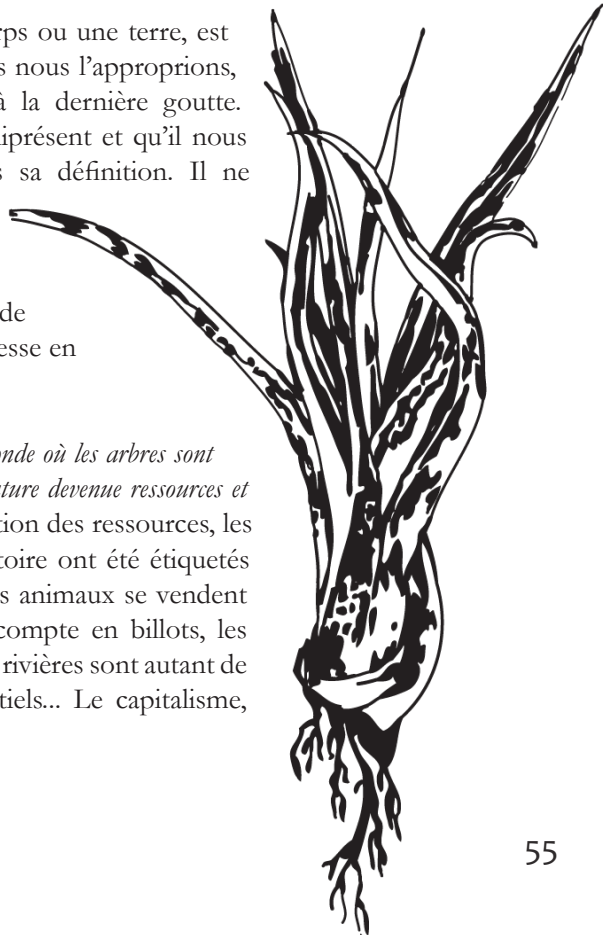 rps ou une terre, est
s nous l’approprions,
à la dernière goutte.
iprésent et qu’il nous
s sa définition. Il ne
de
esse en
onde où les arbres sont
ature devenue ressources et
tion des ressources, les
toire ont été étiquetés
s animaux se vendent
compte en billots, les
rivières sont autant de
tiels... Le capitalisme,
55